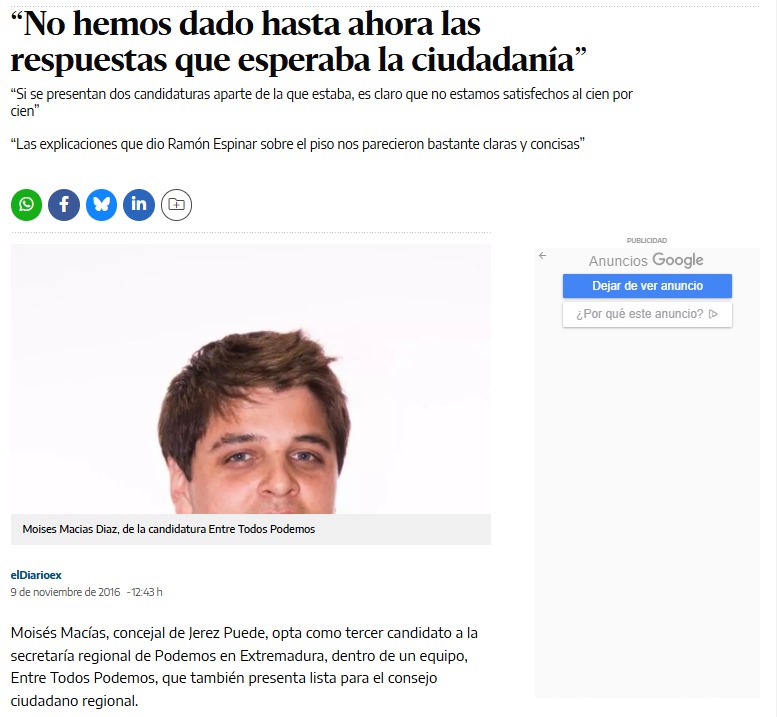 “No hemos dado hasta ahora las
respuestas que esperaba la ciudadanía”
“Si se presentan dos candidaturas aparte de la que estaba, es claro que no estamos satisfechos al cien por
cien”
“Las explicaciones que dio Ramón Espinar sobre el piso nos parecieron bastante claras y concisas”
f
in
PUBLICIDAD
Anuncios Google
Dejar de ver anuncio
¿Por qué este anuncio?
Moises Macias Diaz, de la candidatura Entre Todos Podemos
elDiarioex
9 de noviembre de 2016 -12:43 h
Moisés Macías, concejal de Jerez Puede, opta como tercer candidato a la
secretaría regional de Podemos en Extremadura, dentro de un equipo,
Entre Todos Podemos, que también presenta lista para el consejo
ciudadano regional.